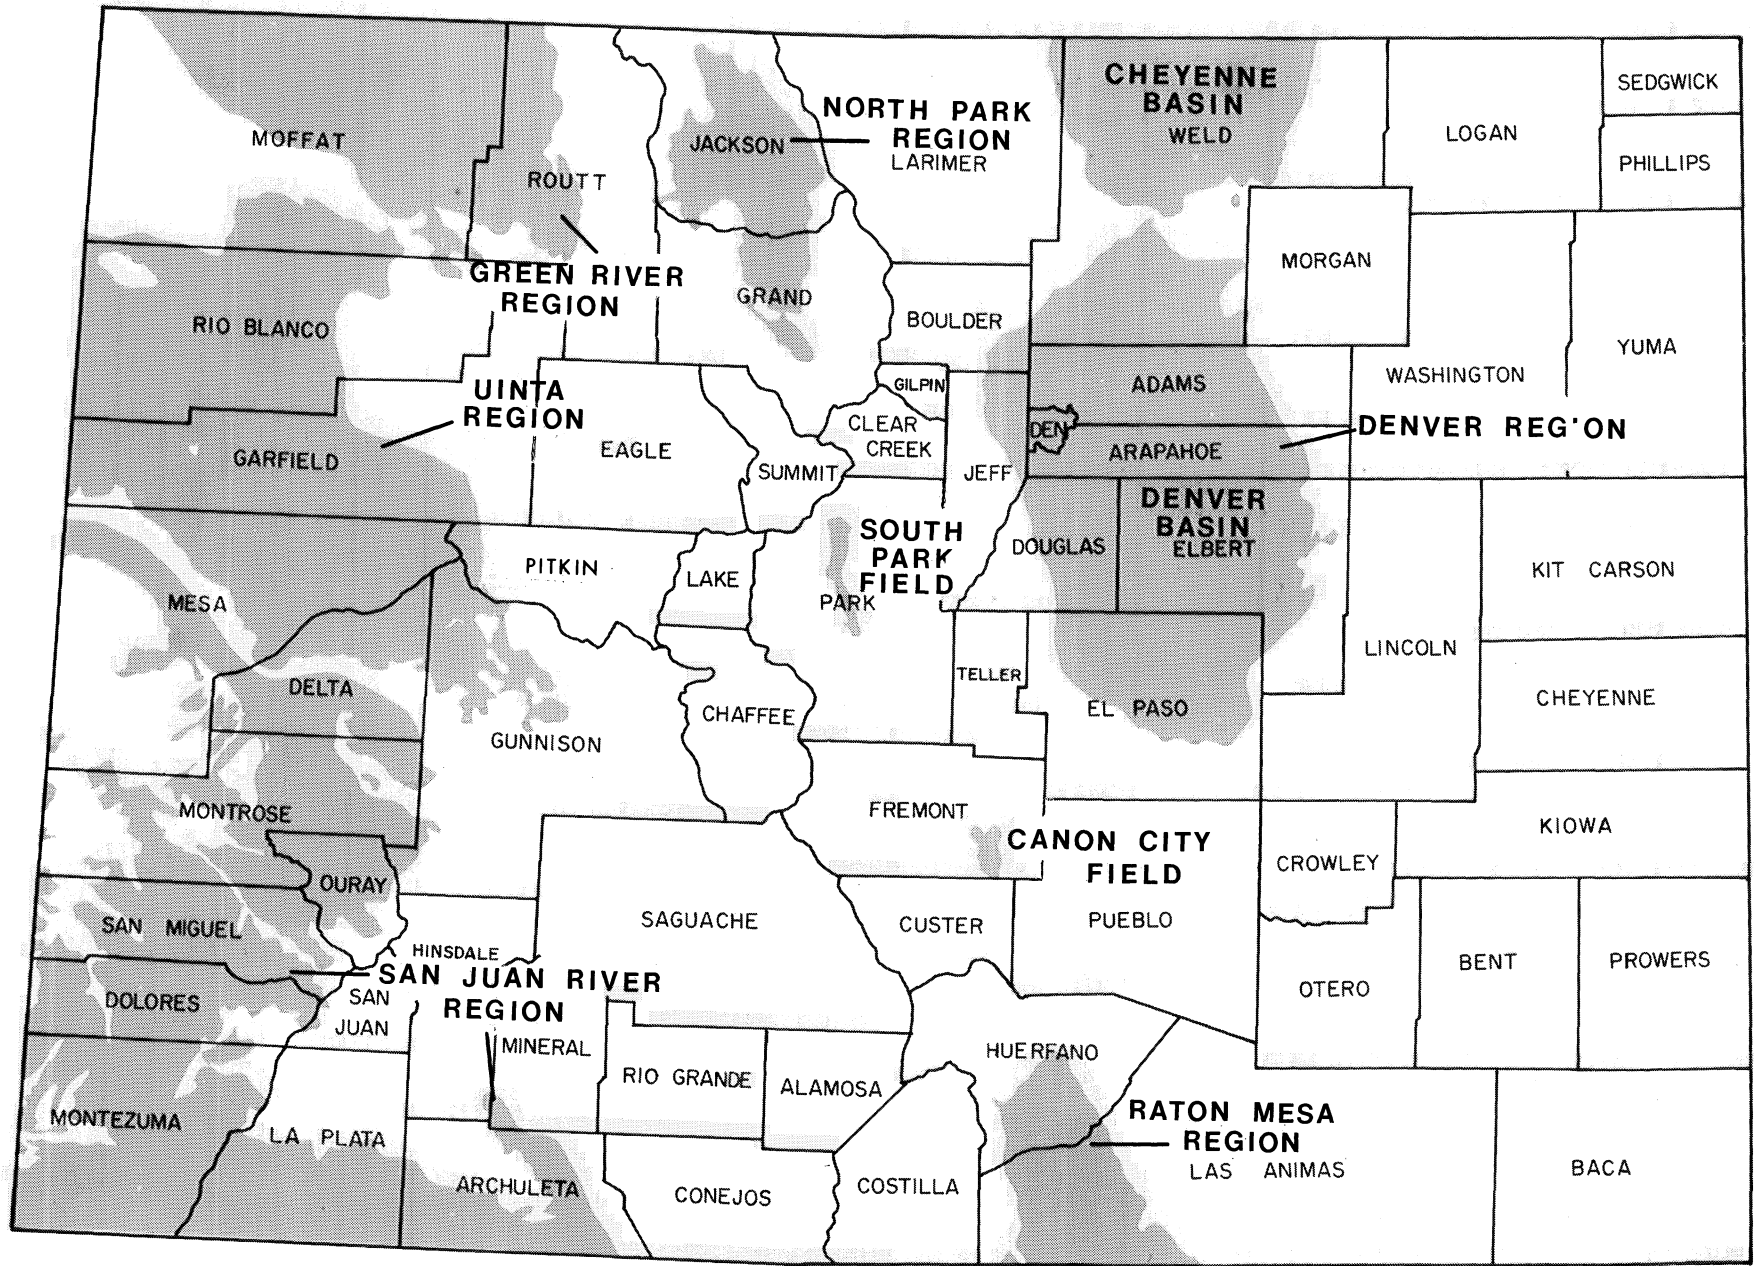 CHEYENNE
BASIN
WELD
SEDGWICK
NORTH PARK
REGION
LARIMER
MOFFAT
JACKSON
LOGAN
PHILLIPS
ROUTT
MORGAN
GREEN RIVER
REGION
GRAND
RIO BLANCO
BOULDER
YUMA
UINTA
REGION
GILPIN
ADAMS
WASHINGTON
CLEAR
CREEK
DEN
DENVER REG'ON
GARFIELD
EAGLE
ARAPAHOE
SUMMIT
JEFF
DENVER
BASIN
ELBERT
SOUTH
PARK
FIELD
PARK
DOUGLAS
PITKIN
LAKE
KIT CARSON
MESA
LINCOLN
TELLER
DELTA
CHEYENNE
CHAFFEE
EL PASO
GUNNISON
MONTROSE
FREMONT
KIOWA
CANON CITY
FIELD
CROWLEY
OURAY
SAN MIGUEL
SAGUACHE
CUSTER
PUEBLO
HINSDALE
BENT
PROWERS
SAN JUAN RIVER
REGION
OTERO
DOLORES
SAN
JUAN
MINERAL
HUERFANO
RIO GRANDE
ALAMOSA
MONTEZUMA
LA PLATA
RATON MESA
REGION
LAS ANIMAS
BACA
ARCHULETA
CONEJOS
COSTILLA